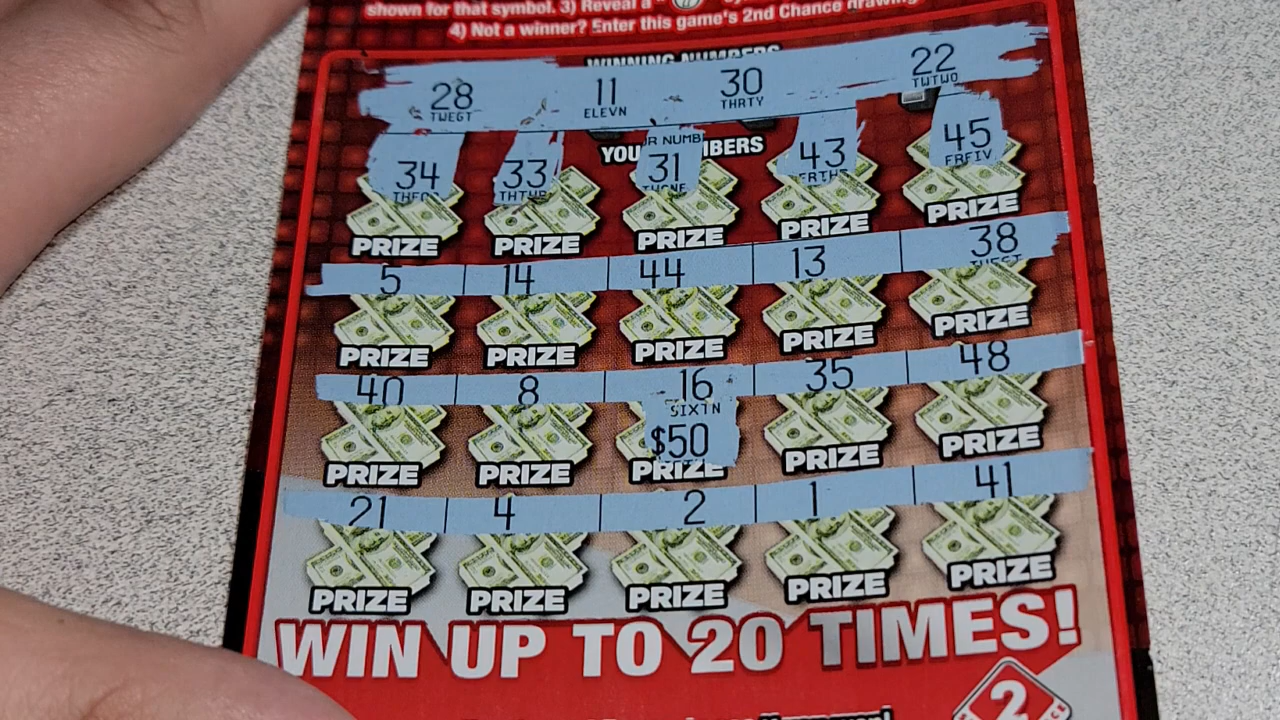 shown for that symbol. 3) Reveal a
4) Not a winner? Enter this game's 2nd Chance drawing
WINNING NUMBERS
28 11 30 22
TWEGT ELEVN THRTY TWTWO
YOUR NUMBERS
34 33 31 43 45
FRFIV
PRIZE PRIZE PRIZE PRIZE PRIZE
5 14 44 13 38
PRIZE PRIZE PRIZE PRIZE PRIZE
40 8 16 35 48
SIXTN
$50
PRIZE PRIZE PRIZE PRIZE PRIZE
21 4 2 1 41
PRIZE PRIZE PRIZE PRIZE PRIZE
WIN UP TO 20 TIMES!
2